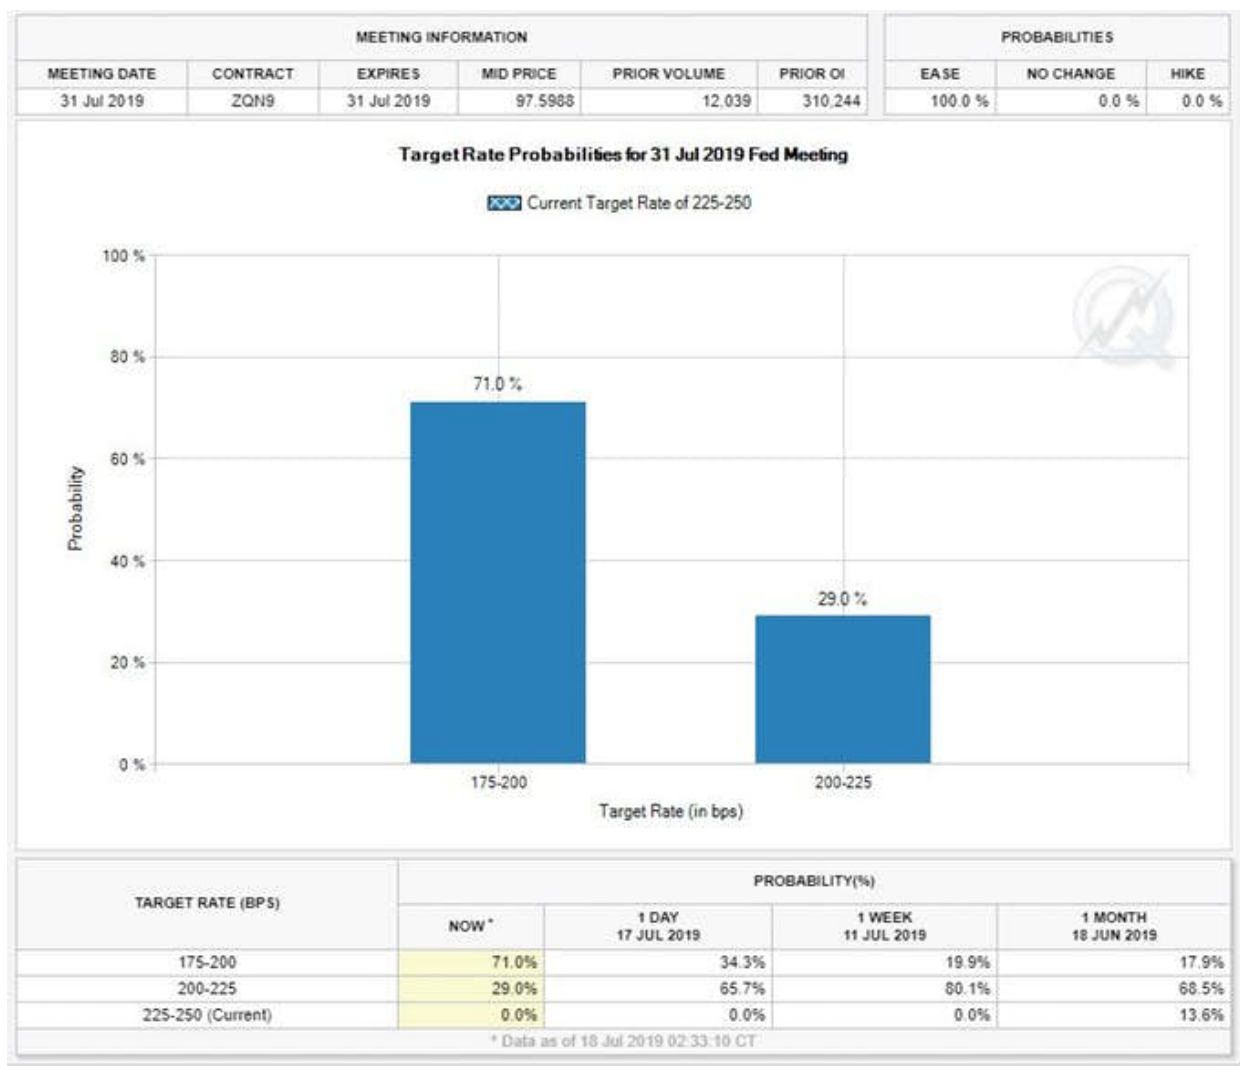 MEETING INFORMATION
PROBABILITIES
MEETING DATE CONTRACT EXPIRES MID PRICE PRIOR VOLUME PRIOR OI EASE NO CHANGE HIKE
31 Jul 2019 ZQN9 31 Jul 2019 97.5988 12,039 310,244 100.0 % 0.0 % 0.0 %
Target Rate Probabilities for 31 Jul 2019 Fed Meeting
Current Target Rate of 225-250
100 %
80 %
71.0 %
60 %
Probability
40 %
29.0 %
20 %
0 %
175-200 200-225
Target Rate (in bps)
TARGET RATE (BPS) PROBABILITY(%)
NOW * 1 DAY 1 WEEK 1 MONTH
17 JUL 2019 11 JUL 2019 18 JUN 2019
175-200 71.0% 34.3% 19.9% 17.9%
200-225 29.0% 65.7% 80.1% 68.5%
225-250 (Current) 0.0% 0.0% 0.0% 13.6%
* Data as of 18 Jul 2019 02:33:10 CT